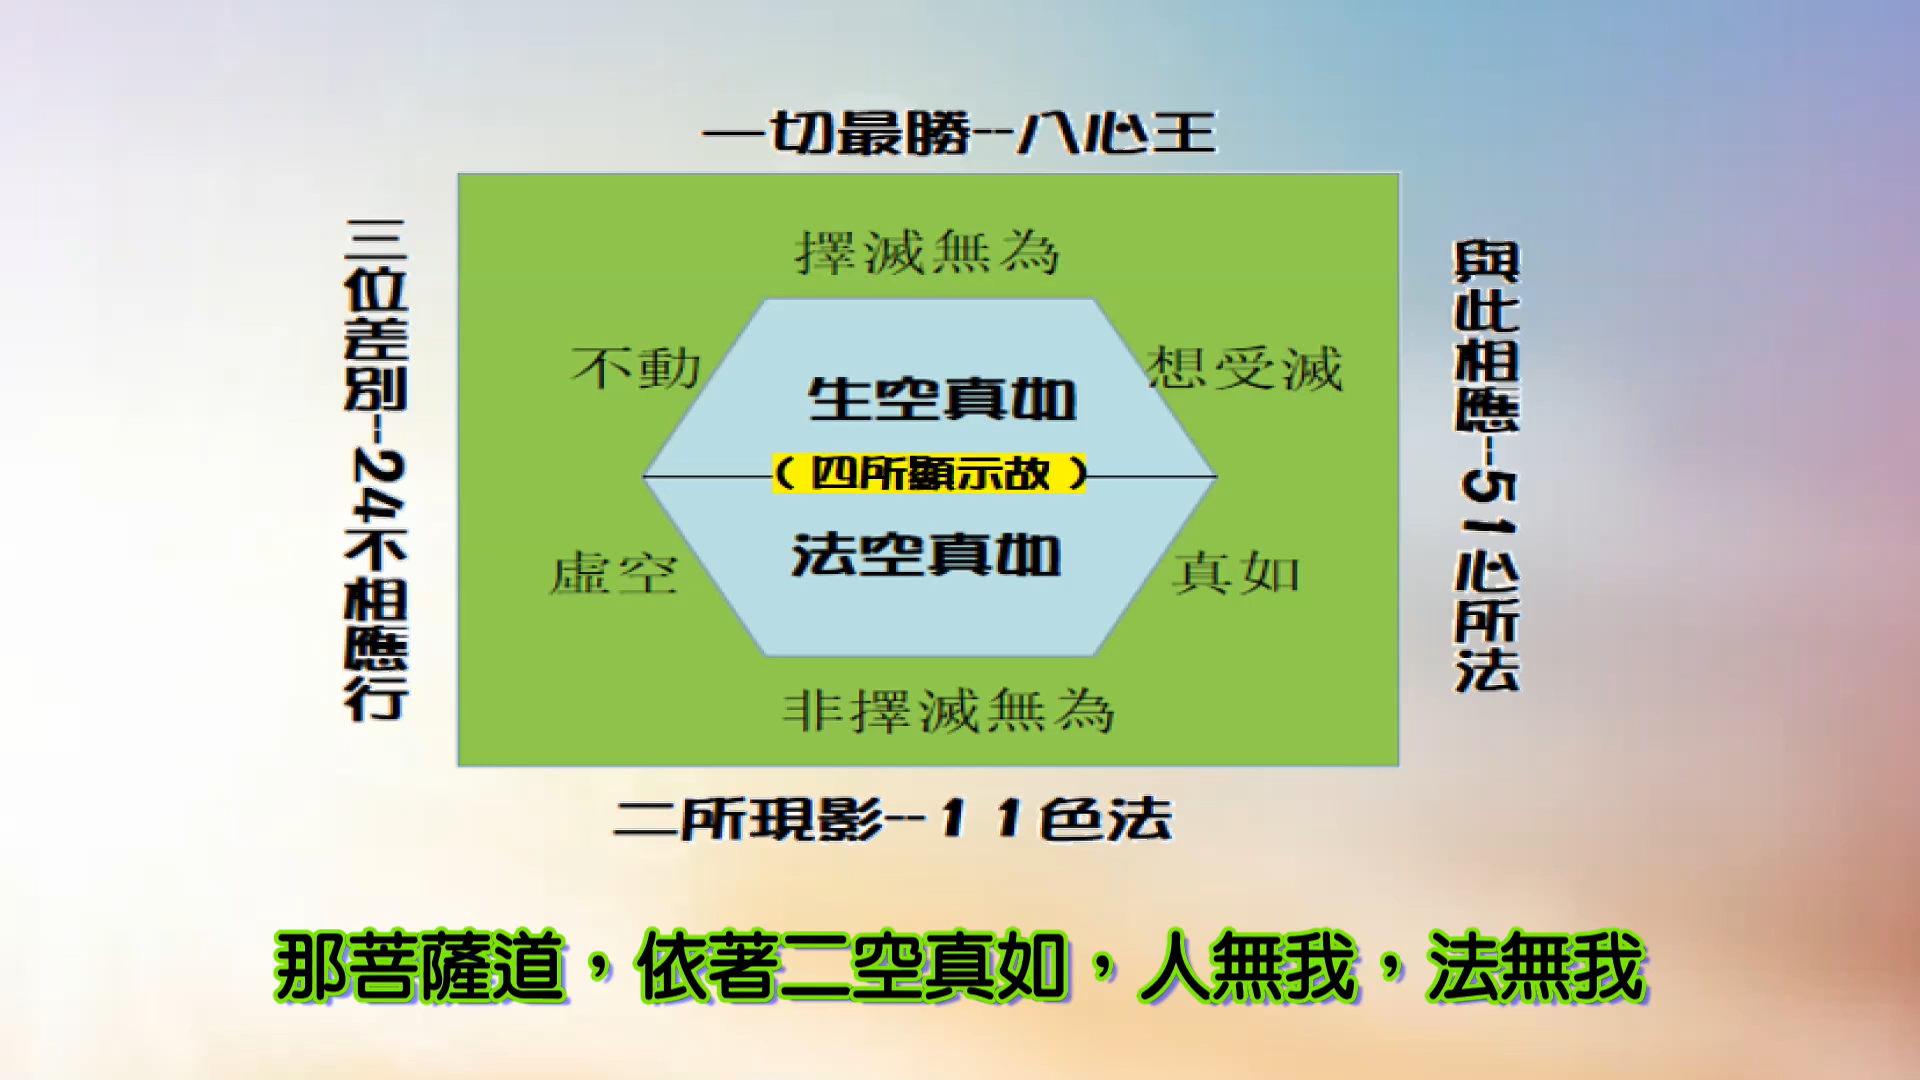 一切最勝--八心王
三位差別--24不相應行
與此相應--51心所法
擇滅無為
不動
想受滅
生空真如
（四所顯示故）
法空真如
虛空
真如
非擇滅無為
二所現影--11色法
那菩薩道，依著二空真如，人無我，法無我